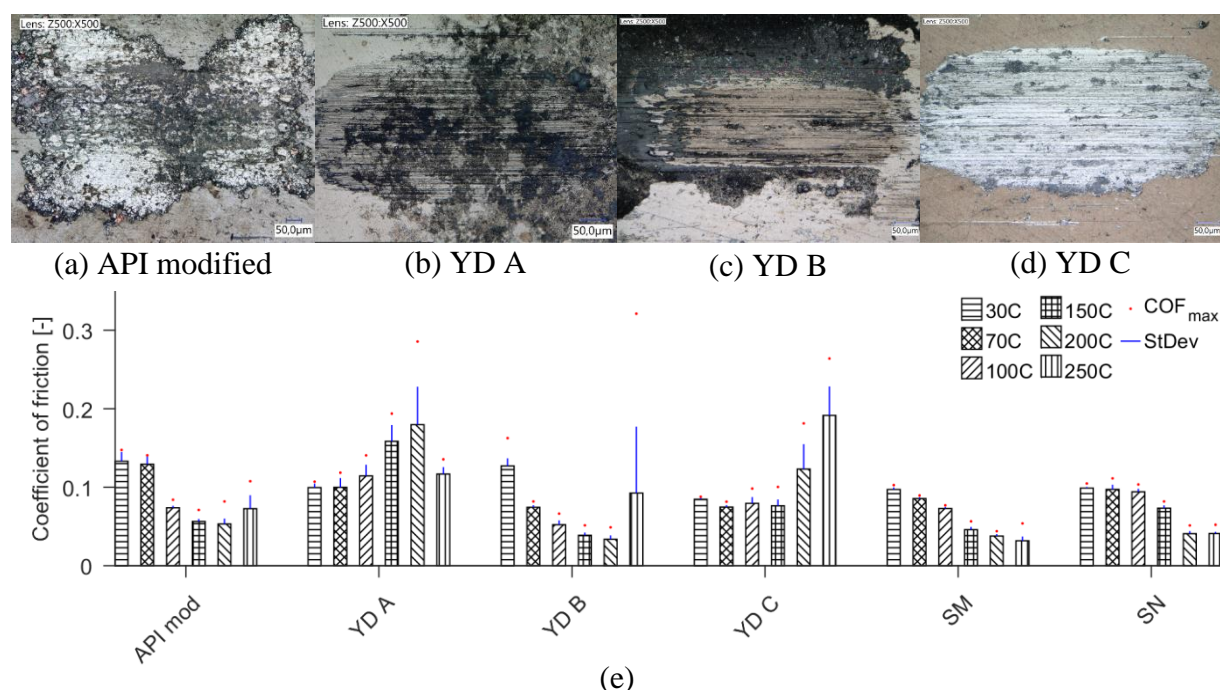 Lens: Z500:X500
Lens: Z500:X500
Lens: Z500:X500
Lens: Z500:X500
50,0µm
50,0µm
50,0µm
50,0µm
(a) API modified
(b) YD A
(c) YD B
(d) YD C
Coefficient of friction [-]
0.3
0.2
0.1
0
30C
70C
100C
150C
200C
250C
COFmax
StDev
API mod
YD A
YD B
YD C
SM
SN
(e)